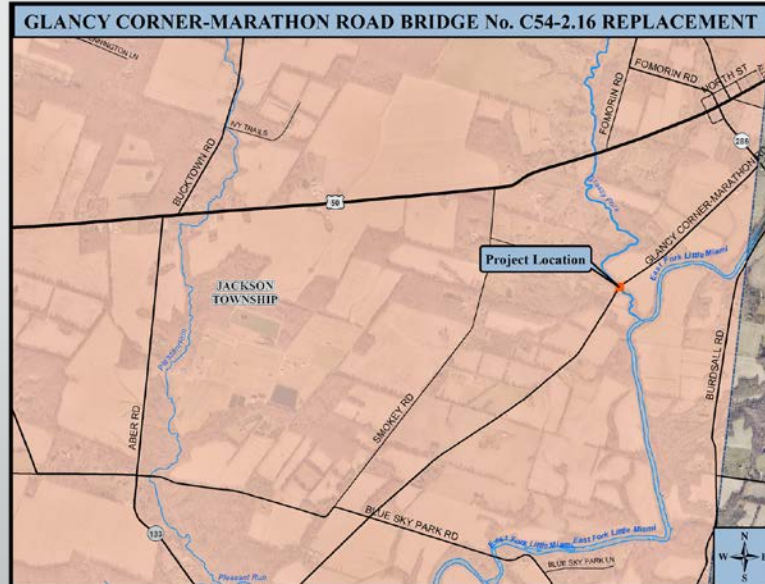 GLANCY CORNER-MARATHON ROAD BRIDGE No. C54-2.16 REPLACEMENT
FOMORIN RD
NORTH ST
BUCKTOWN RD
IVY TRAILS
FOMORIN RD
286
50
GLANCY CORNER-MARATHON RD
Project Location
East Fork Little Miami
JACKSON
TOWNSHIP
BURDSALL RD
ABER RD
SMOKEY RD
133
BLUE SKY PARK RD
East Fork Little Miami
East Fork Little Miami
BLUE SKY PARK LN
Pleasant Run
N
W
E
S